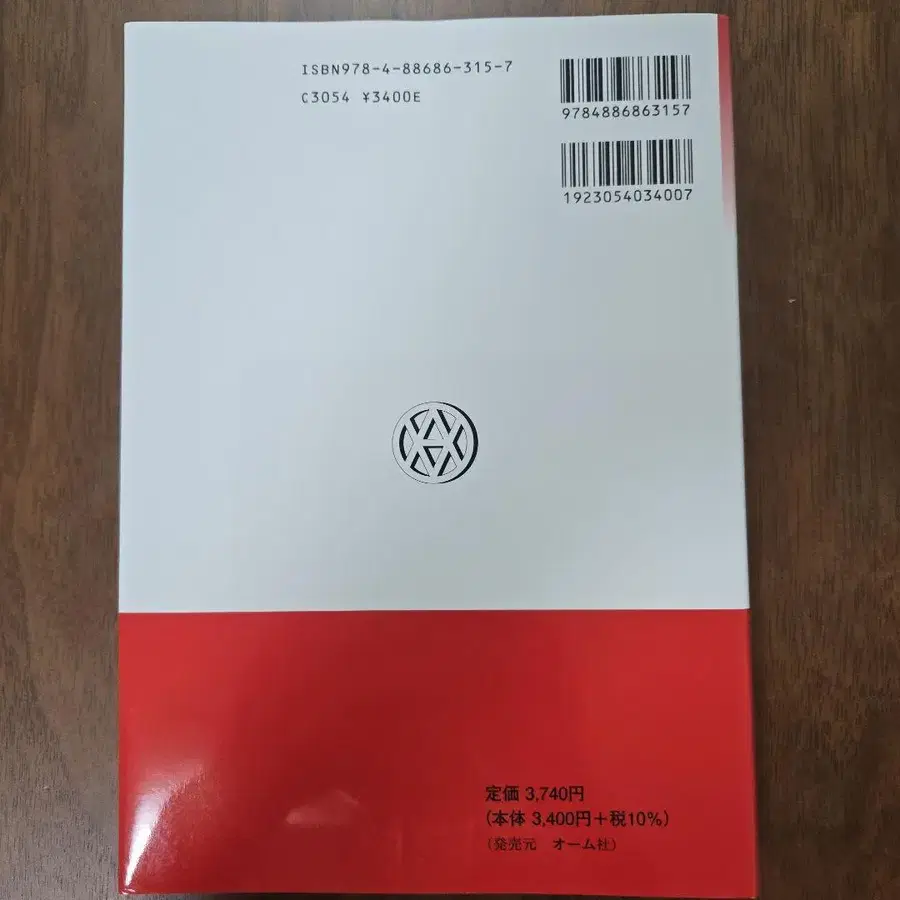 ISBN978-4-88686-315-7
C3054 ¥3400E
9784886863157
1923054034007
定価 3,740円
(本体 3,400円+税10%)
(発売元 オーム社)